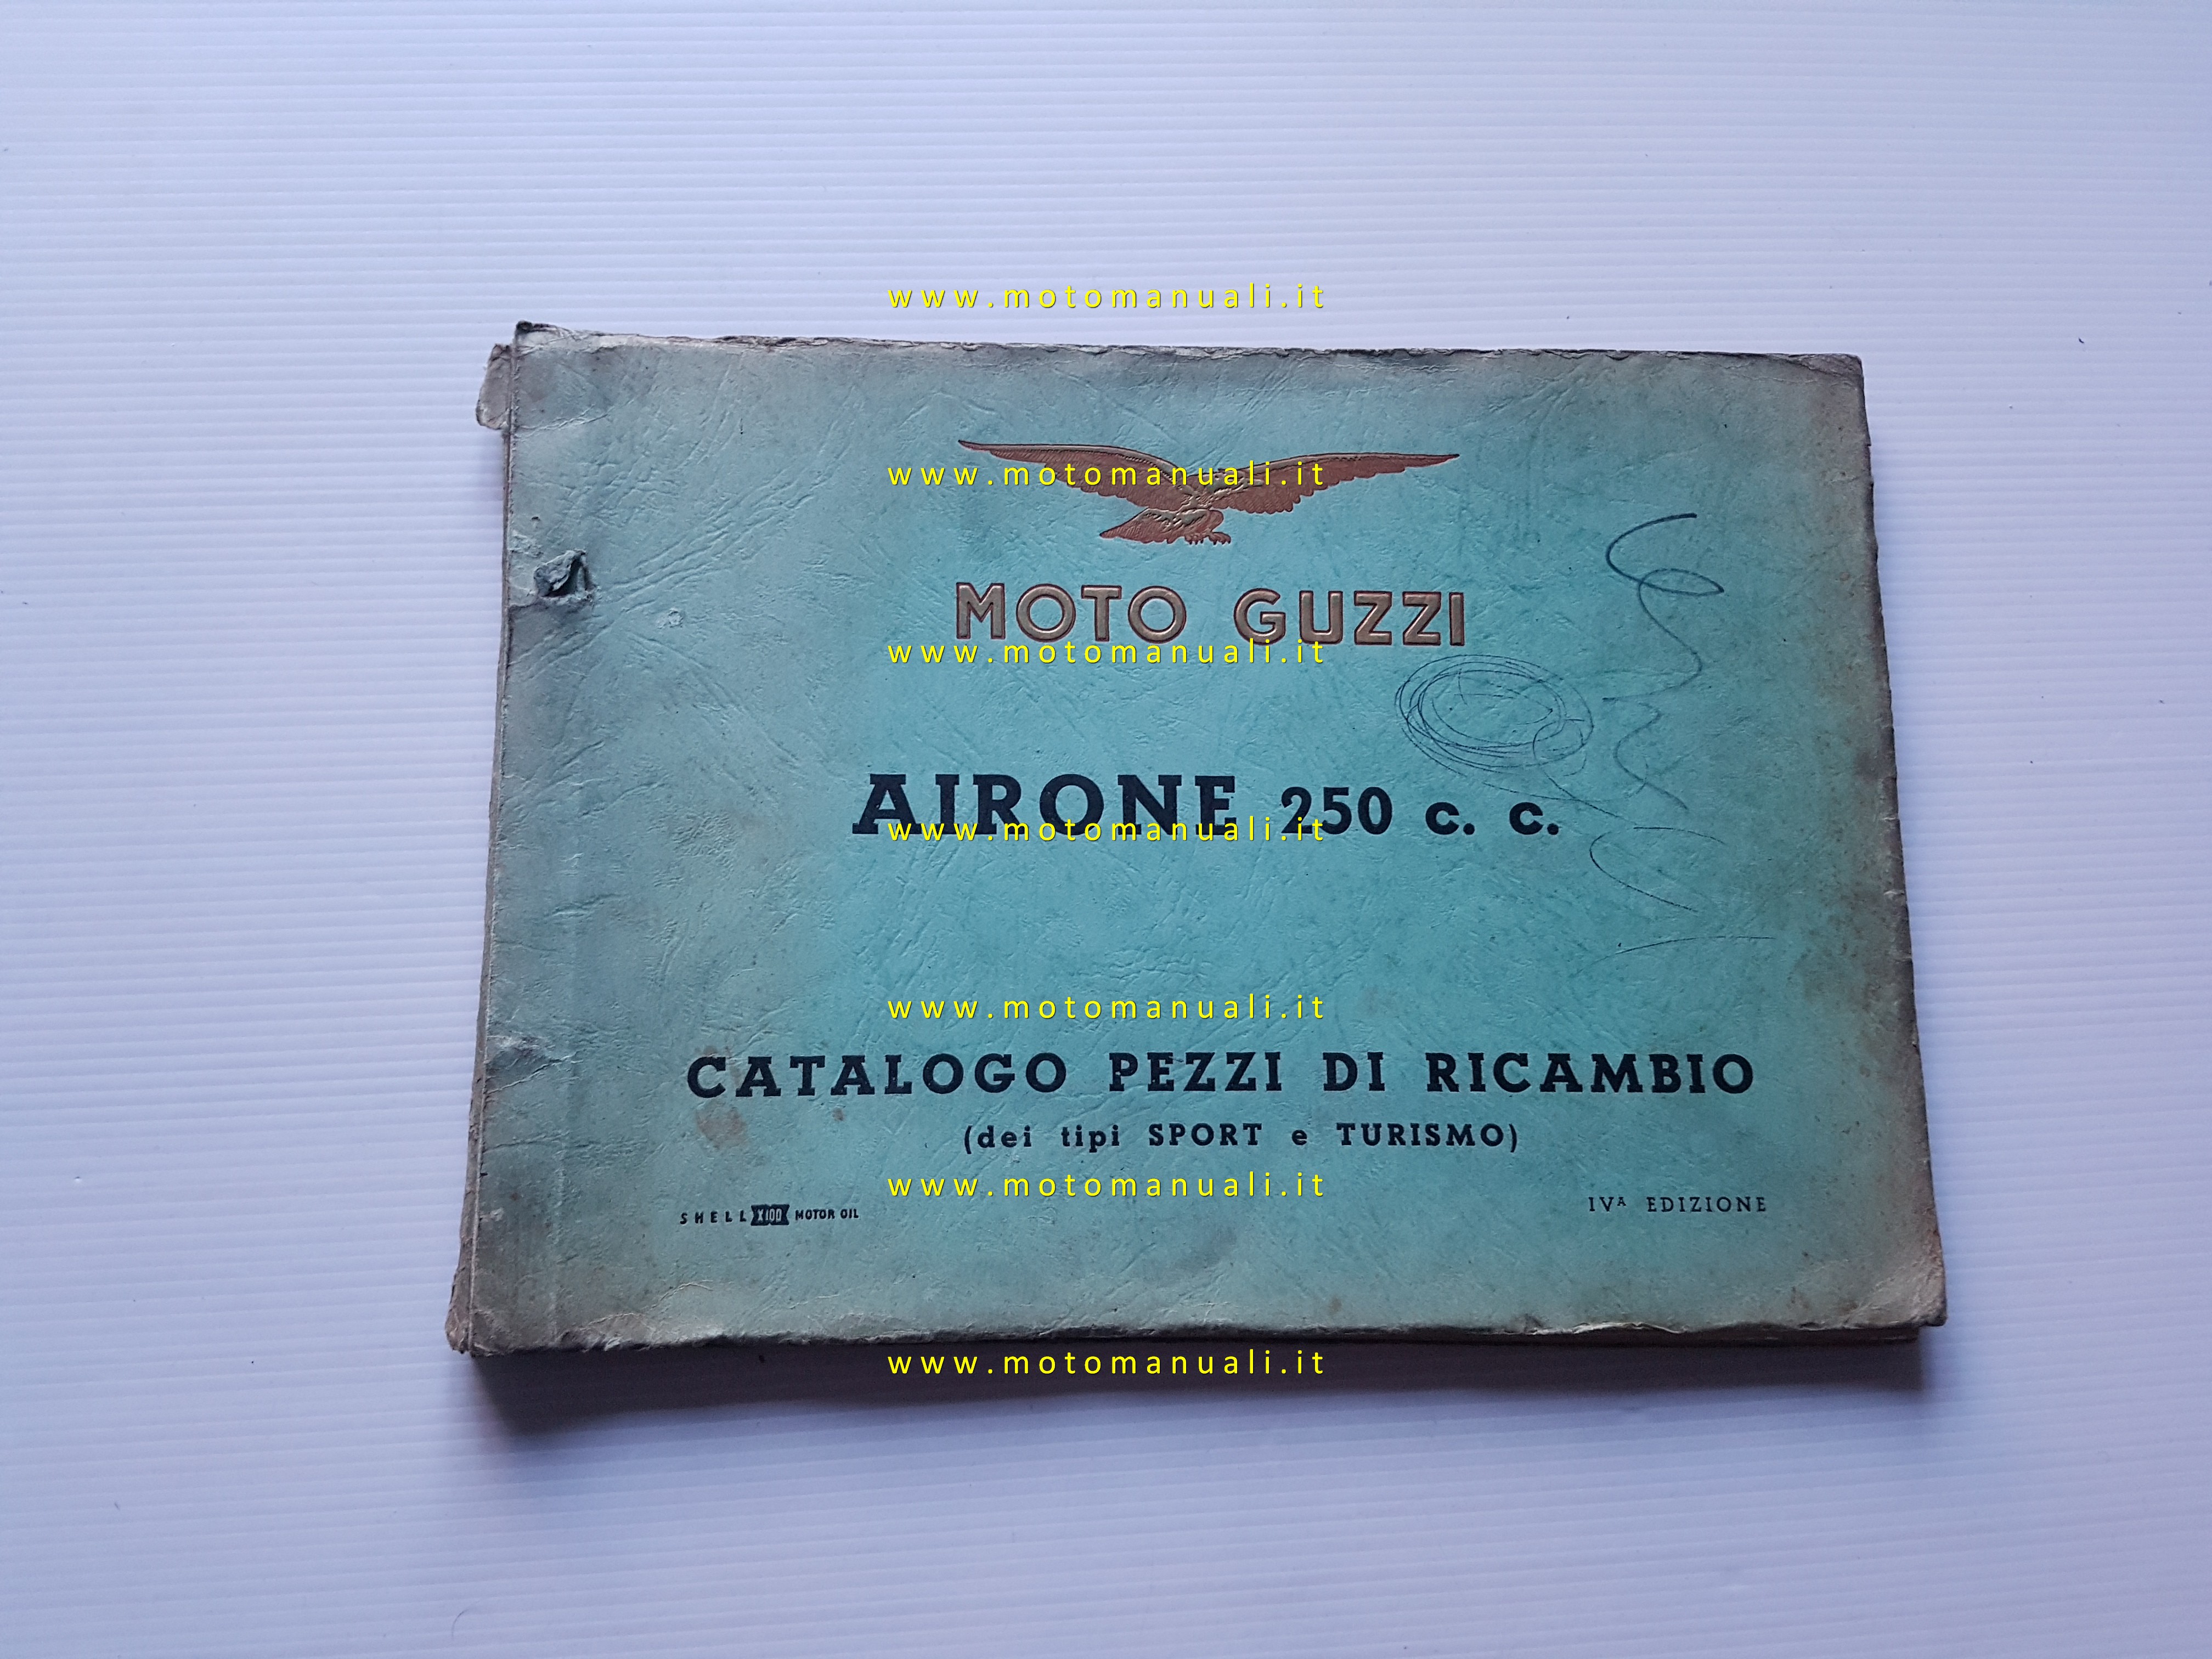 www.motomanuali.it
www.motomanuali.it
MOTO GUZZI
www.motomanuali.it
AIRONE 250 c. c.
www.motomanuali.it
www.motomanuali.it
CATALOGO PEZZI DI RICAMBIO
(dei tipi SPORT e TURISMO)
www.motomanuali.it
SHELL X100 MOTOR OIL
IVA EDIZIONE
www.motomanuali.it